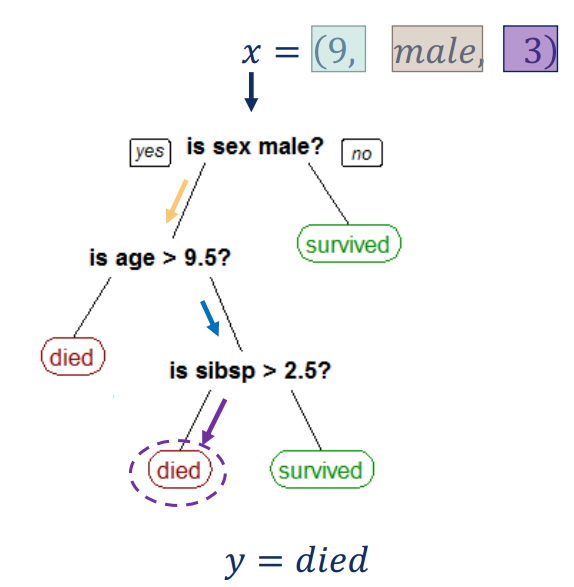 x = (9, male, 3)
yes is sex male? no
survived
is age > 9.5?
died
is sibsp > 2.5?
died survived
y = died